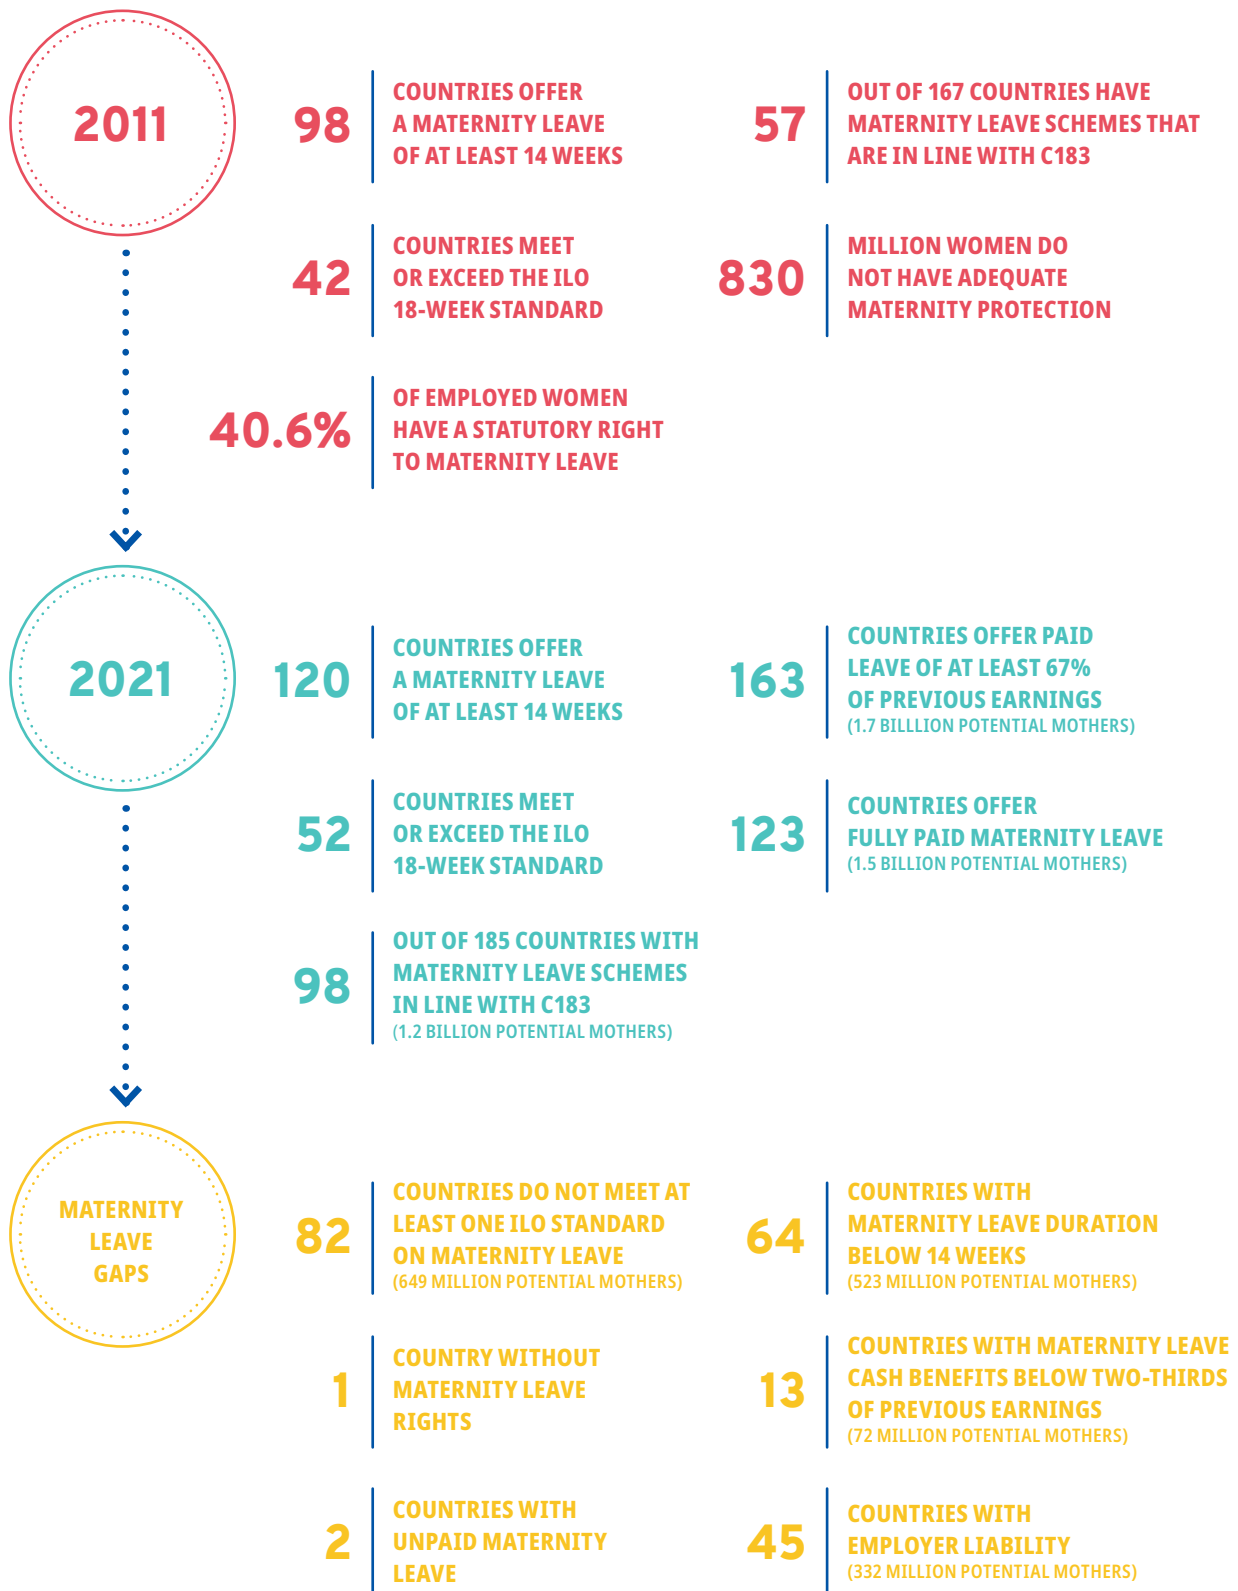 2011
98
COUNTRIES OFFER
A MATERNITY LEAVE
OF AT LEAST 14 WEEKS
57
OUT OF 167 COUNTRIES HAVE
MATERNITY LEAVE SCHEMES THAT
ARE IN LINE WITH C183
42
COUNTRIES MEET
OR EXCEED THE ILO
18-WEEK STANDARD
830
MILLION WOMEN DO
NOT HAVE ADEQUATE
MATERNITY PROTECTION
40.6%
OF EMPLOYED WOMEN
HAVE A STATUTORY RIGHT
TO MATERNITY LEAVE
2021
120
COUNTRIES OFFER
A MATERNITY LEAVE
OF AT LEAST 14 WEEKS
163
COUNTRIES OFFER PAID
LEAVE OF AT LEAST 67%
OF PREVIOUS EARNINGS
(1.7 BILLLION POTENTIAL MOTHERS)
52
COUNTRIES MEET
OR EXCEED THE ILO
18-WEEK STANDARD
123
COUNTRIES OFFER
FULLY PAID MATERNITY LEAVE
(1.5 BILLION POTENTIAL MOTHERS)
98
OUT OF 185 COUNTRIES WITH
MATERNITY LEAVE SCHEMES
IN LINE WITH C183
(1.2 BILLION POTENTIAL MOTHERS)
MATERNITY
LEAVE
GAPS
82
COUNTRIES DO NOT MEET AT
LEAST ONE ILO STANDARD
ON MATERNITY LEAVE
(649 MILLION POTENTIAL MOTHERS)
64
COUNTRIES WITH
MATERNITY LEAVE DURATION
BELOW 14 WEEKS
(523 MILLION POTENTIAL MOTHERS)
1
COUNTRY WITHOUT
MATERNITY LEAVE
RIGHTS
13
COUNTRIES WITH MATERNITY LEAVE
CASH BENEFITS BELOW TWO-THIRDS
OF PREVIOUS EARNINGS
(72 MILLION POTENTIAL MOTHERS)
2
COUNTRIES WITH
UNPAID MATERNITY
LEAVE
45
COUNTRIES WITH
EMPLOYER LIABILITY
(332 MILLION POTENTIAL MOTHERS)